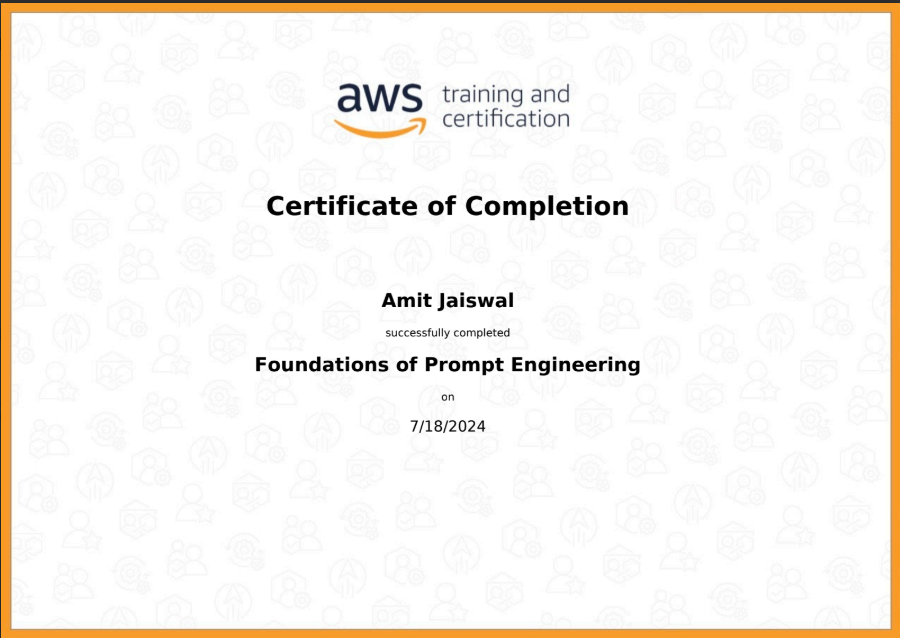 aws training and
certification
Certificate of Completion
Amit Jaiswal
successfully completed
Foundations of Prompt Engineering
on
7/18/2024